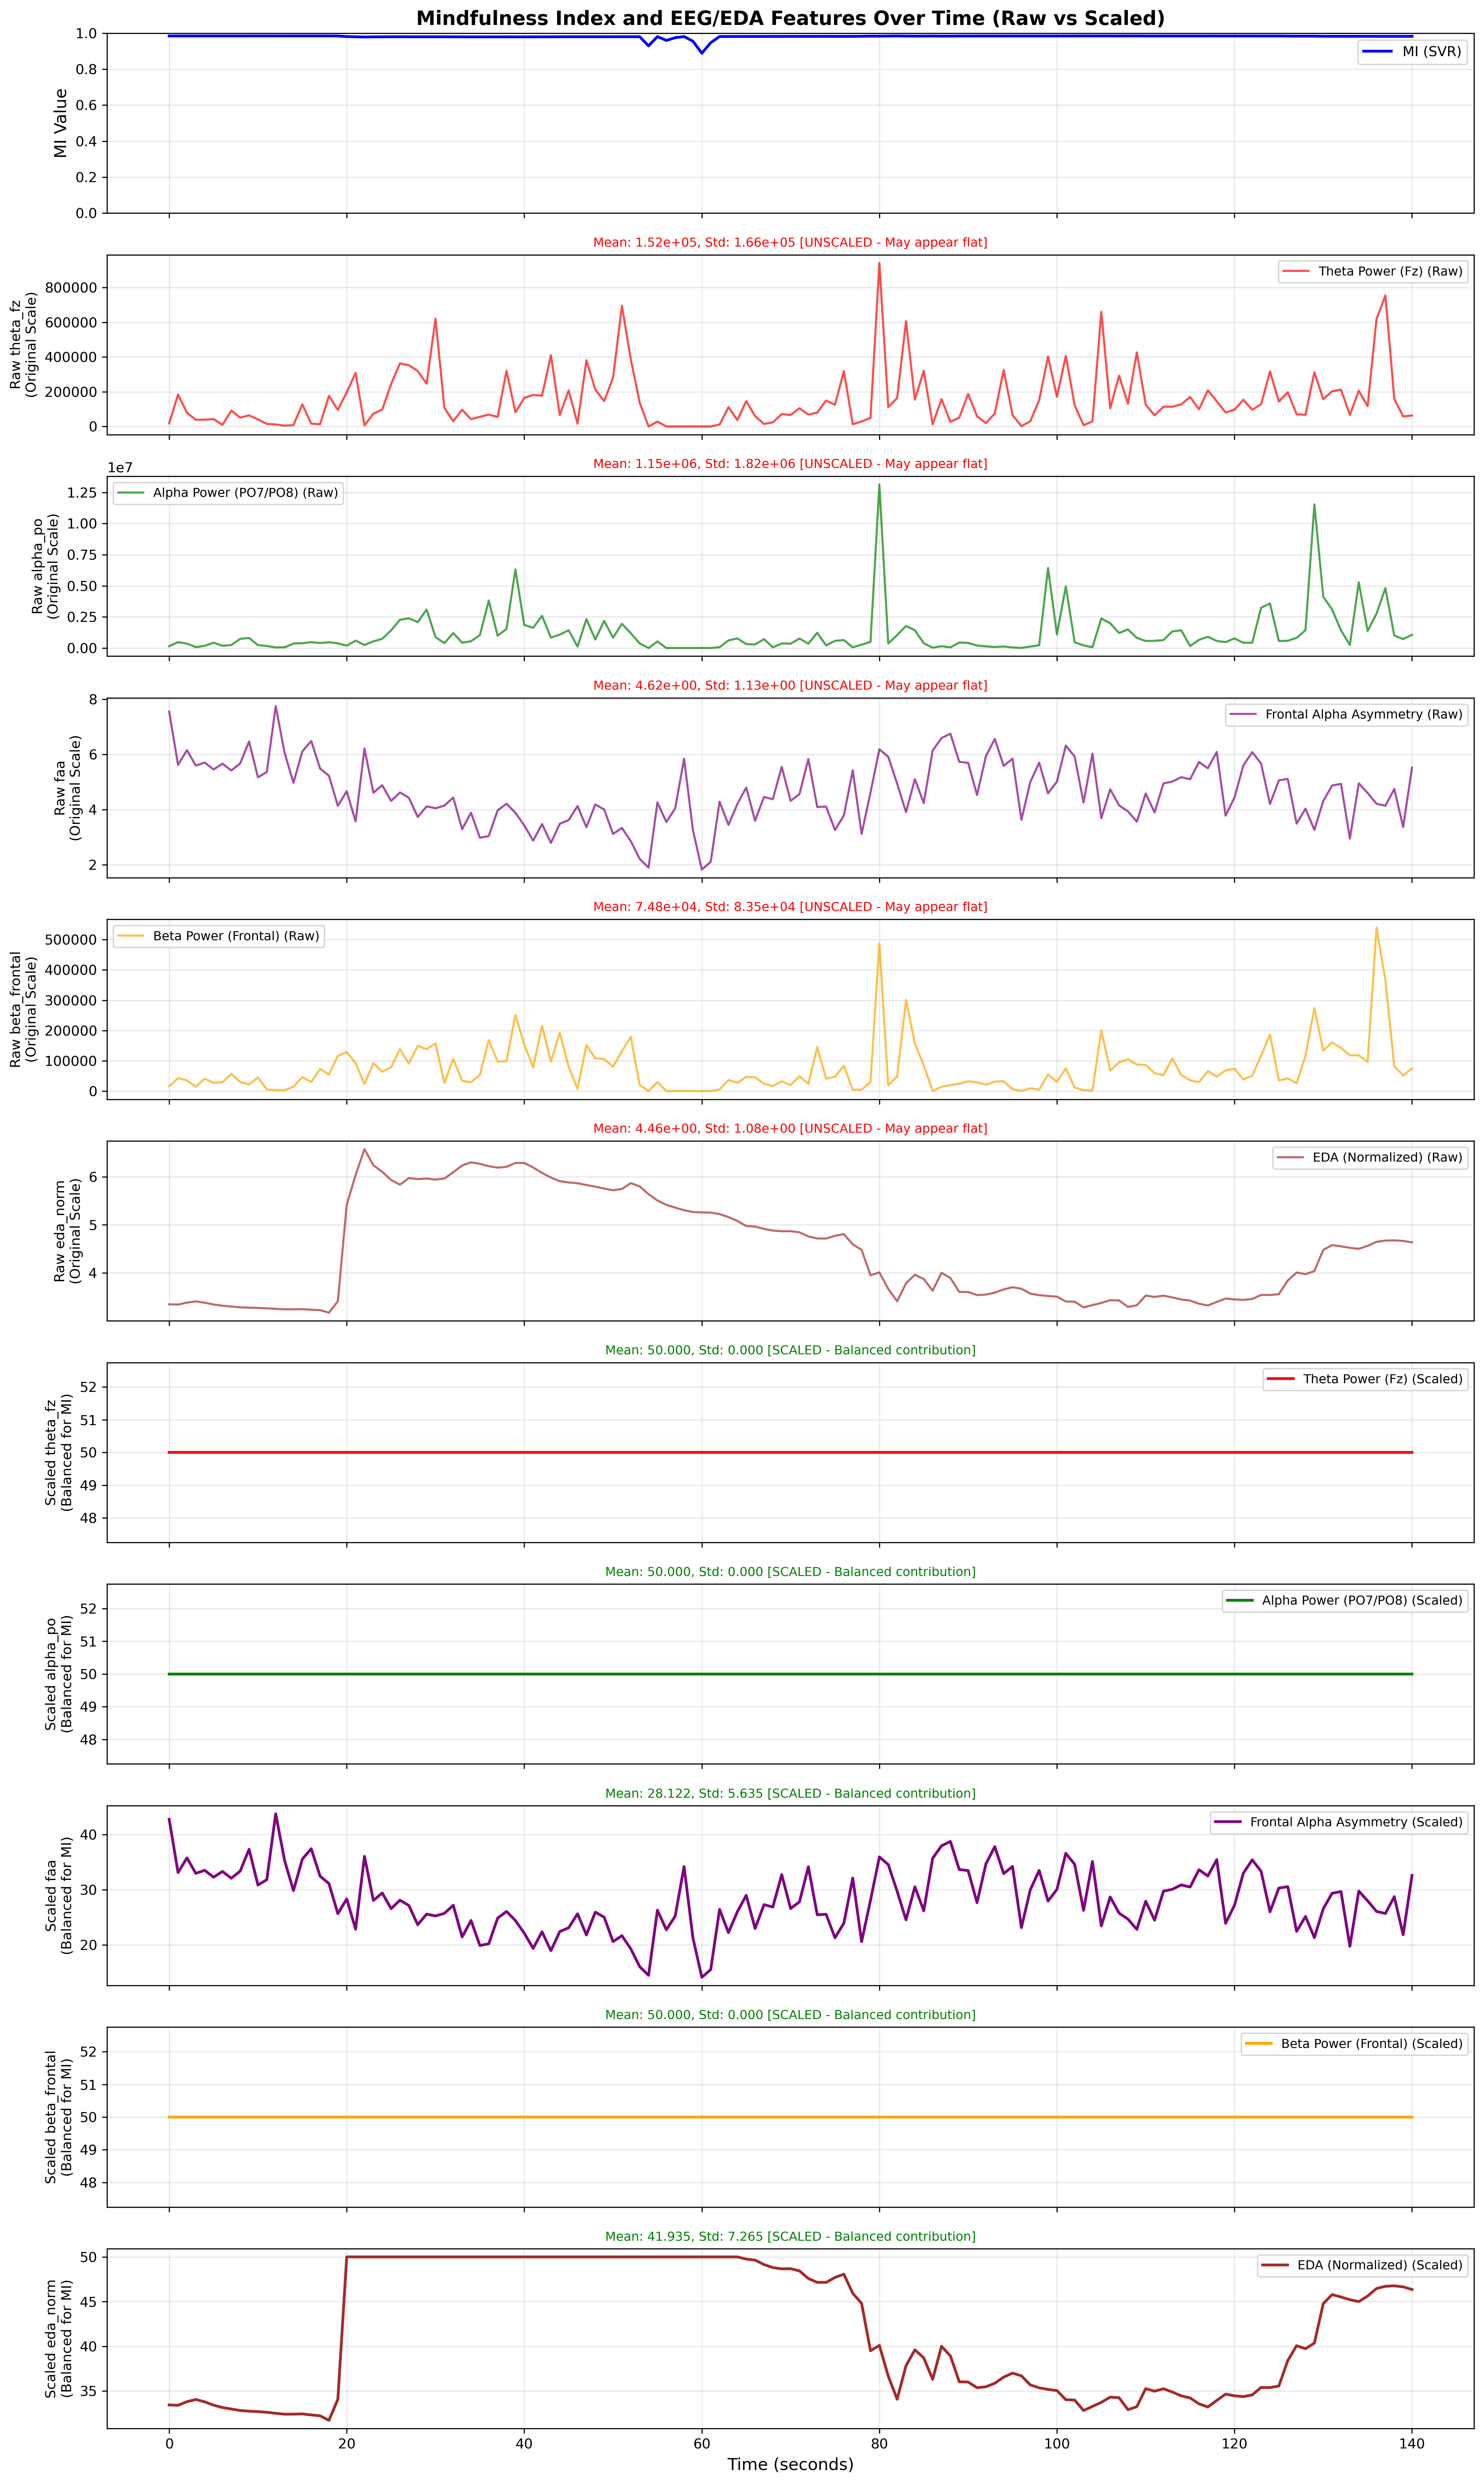 Mindfulness Index and EEG/EDA Features Over Time (Raw vs Scaled)
MI Value
1.0
0.8
0.6
0.4
0.2
0.0
MI (SVR)
Mean: 1.52e+05, Std: 1.66e+05 [UNSCALED - May appear flat]
Raw theta_fz
(Original Scale)
800000
600000
400000
200000
0
Theta Power (Fz) (Raw)
Mean: 1.15e+06, Std: 1.82e+06 [UNSCALED - May appear flat]
1e7
Raw alpha_po
(Original Scale)
1.25
1.00
0.75
0.50
0.25
0.00
Alpha Power (PO7/PO8) (Raw)
Mean: 4.62e+00, Std: 1.13e+00 [UNSCALED - May appear flat]
Raw faa
(Original Scale)
8
6
4
2
Frontal Alpha Asymmetry (Raw)
Mean: 7.48e+04, Std: 8.35e+04 [UNSCALED - May appear flat]
Raw beta_frontal
(Original Scale)
500000
400000
300000
200000
100000
0
Beta Power (Frontal) (Raw)
Mean: 4.46e+00, Std: 1.08e+00 [UNSCALED - May appear flat]
Raw eda_norm
(Original Scale)
6
5
4
EDA (Normalized) (Raw)
Mean: 50.000, Std: 0.000 [SCALED - Balanced contribution]
Scaled theta_fz
(Balanced for MI)
52
51
50
49
48
Theta Power (Fz) (Scaled)
Mean: 50.000, Std: 0.000 [SCALED - Balanced contribution]
Scaled alpha_po
(Balanced for MI)
52
51
50
49
48
Alpha Power (PO7/PO8) (Scaled)
Mean: 28.122, Std: 5.635 [SCALED - Balanced contribution]
Scaled faa
(Balanced for MI)
40
30
20
Frontal Alpha Asymmetry (Scaled)
Mean: 50.000, Std: 0.000 [SCALED - Balanced contribution]
Scaled beta_frontal
(Balanced for MI)
52
51
50
49
48
Beta Power (Frontal) (Scaled)
Mean: 41.935, Std: 7.265 [SCALED - Balanced contribution]
Scaled eda_norm
(Balanced for MI)
50
45
40
35
EDA (Normalized) (Scaled)
0 20 40 60 80 100 120 140
Time (seconds)